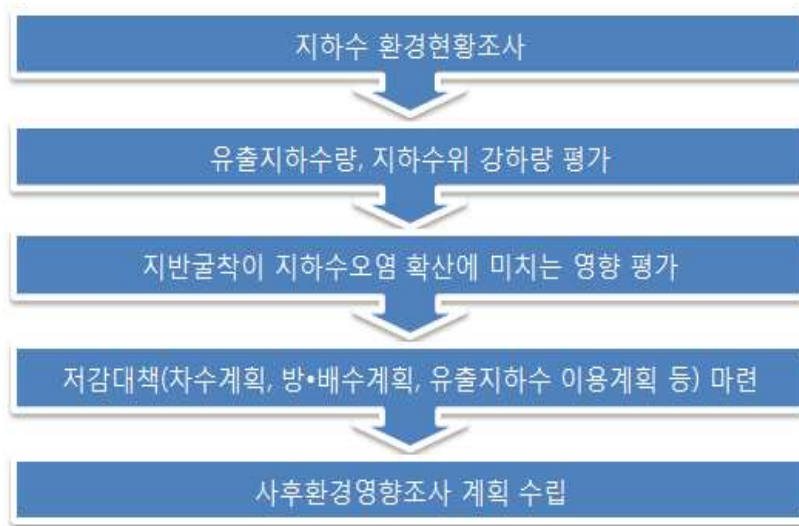 지하수 환경현황조사
유출지하수량, 지하수위 강하량 평가
지반굴착이 지하수오염 확산에 미치는 영향 평가
저감대책(차수계획, 방•배수계획, 유출지하수 이용계획 등) 마련
사후환경영향조사 계획 수립